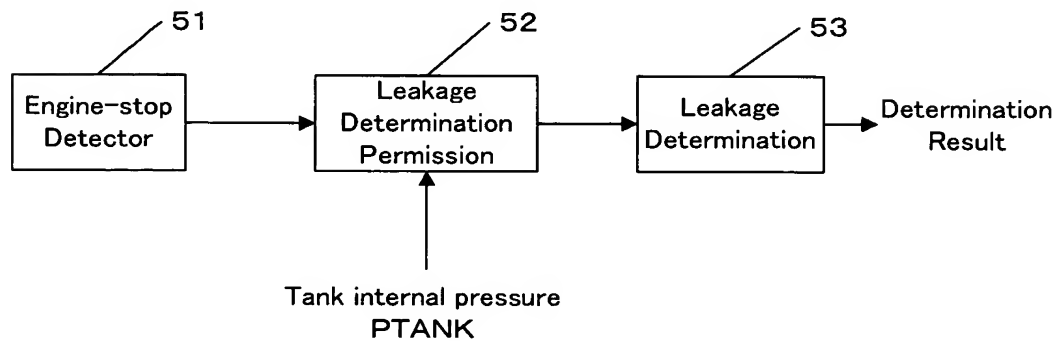 51
52
53
Engine-stop
Detector
Leakage
Determination
Permission
Leakage
Determination
Determination
Result
Tank internal pressure
PTANK